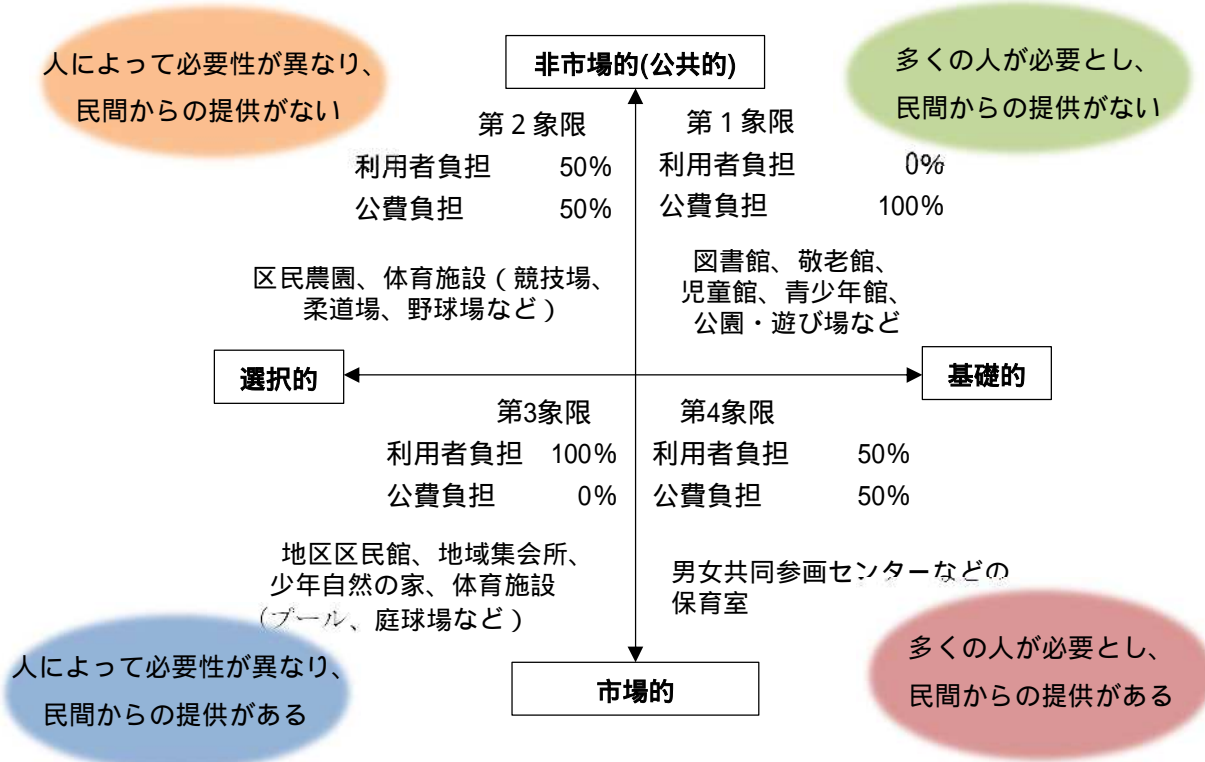 人によって必要性が異なり、
民間からの提供がない
非市場的(公共的)
多くの人が必要とし、
民間からの提供がない
第２象限
利用者負担 50%
公費負担 50%
第１象限
利用者負担 0%
公費負担 100%
区民農園、体育施設（競技場、
柔道場、野球場など）
図書館、敬老館、
児童館、青少年館、
公園・遊び場など
選択的
基礎的
第3象限
利用者負担 100%
公費負担 0%
第4象限
利用者負担 50%
公費負担 50%
地区区民館、地域集会所、
少年自然の家、体育施設
（プール、庭球場など）
男女共同参画センターなどの
保育室
人によって必要性が異なり、
民間からの提供がある
市場的
多くの人が必要とし、
民間からの提供がある